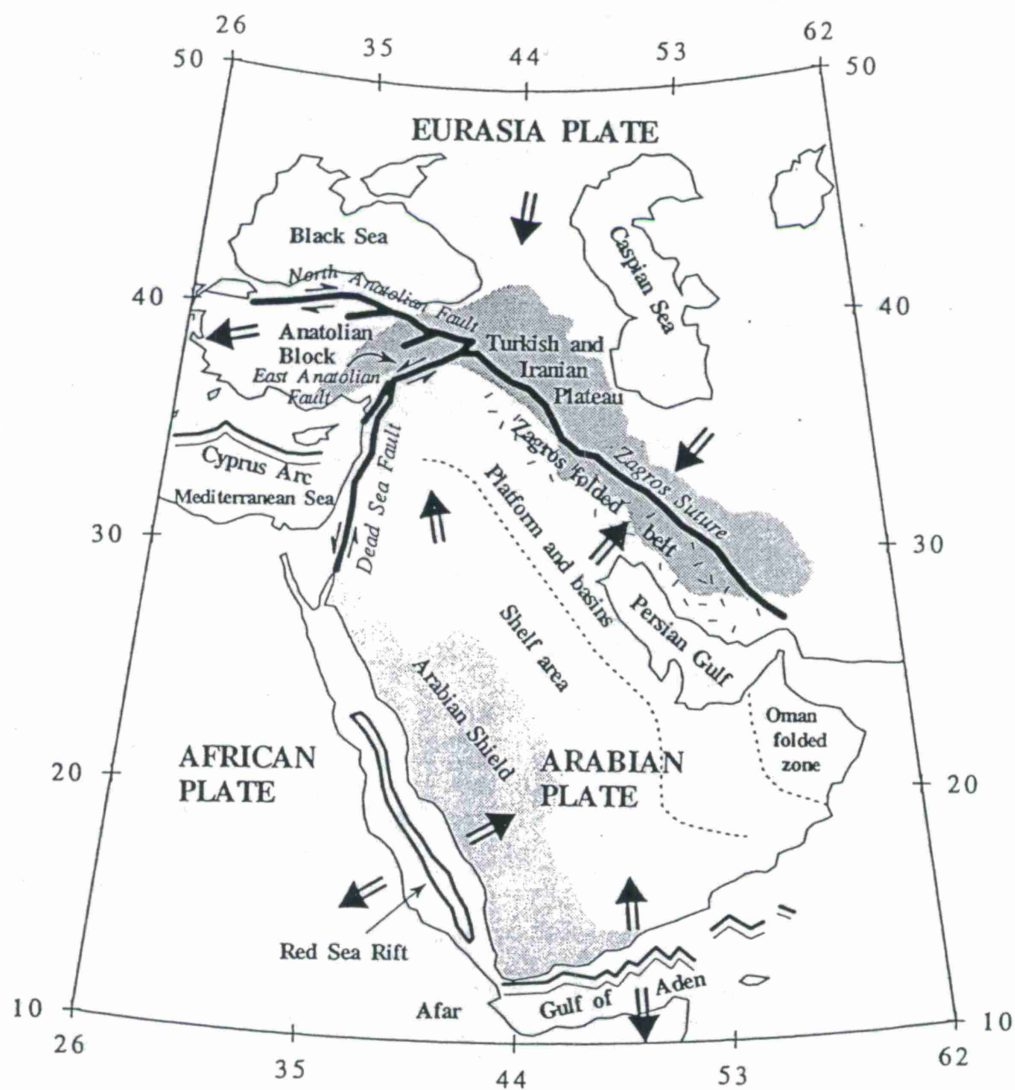 26
35
44
53
62
50
50
EURASIA PLATE
Black Sea
Caspian Sea
North Anatolian Fault
40
40
Anatolian
Block
East Anatolian
Fault
Turkish and
Iranian
Plateau
Zagros folded belt
Zagros Suture
Cyprus Arc
Mediterranean Sea
Dead Sea Fault
Platform and basins
30
30
Persian Gulf
Shelf area
Arabian Shield
Oman
folded
zone
AFRICAN
PLATE
ARABIAN
PLATE
20
20
Red Sea Rift
Afar
Gulf of Aden
10
10
26
35
44
53
62